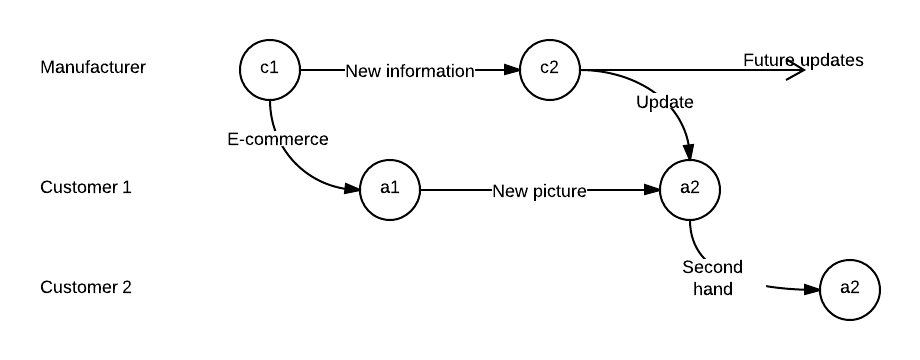 Manufacturer
c1
New information
c2
Future updates
Update
E-commerce
Customer 1
a1
New picture
a2
Second
hand
Customer 2
a2